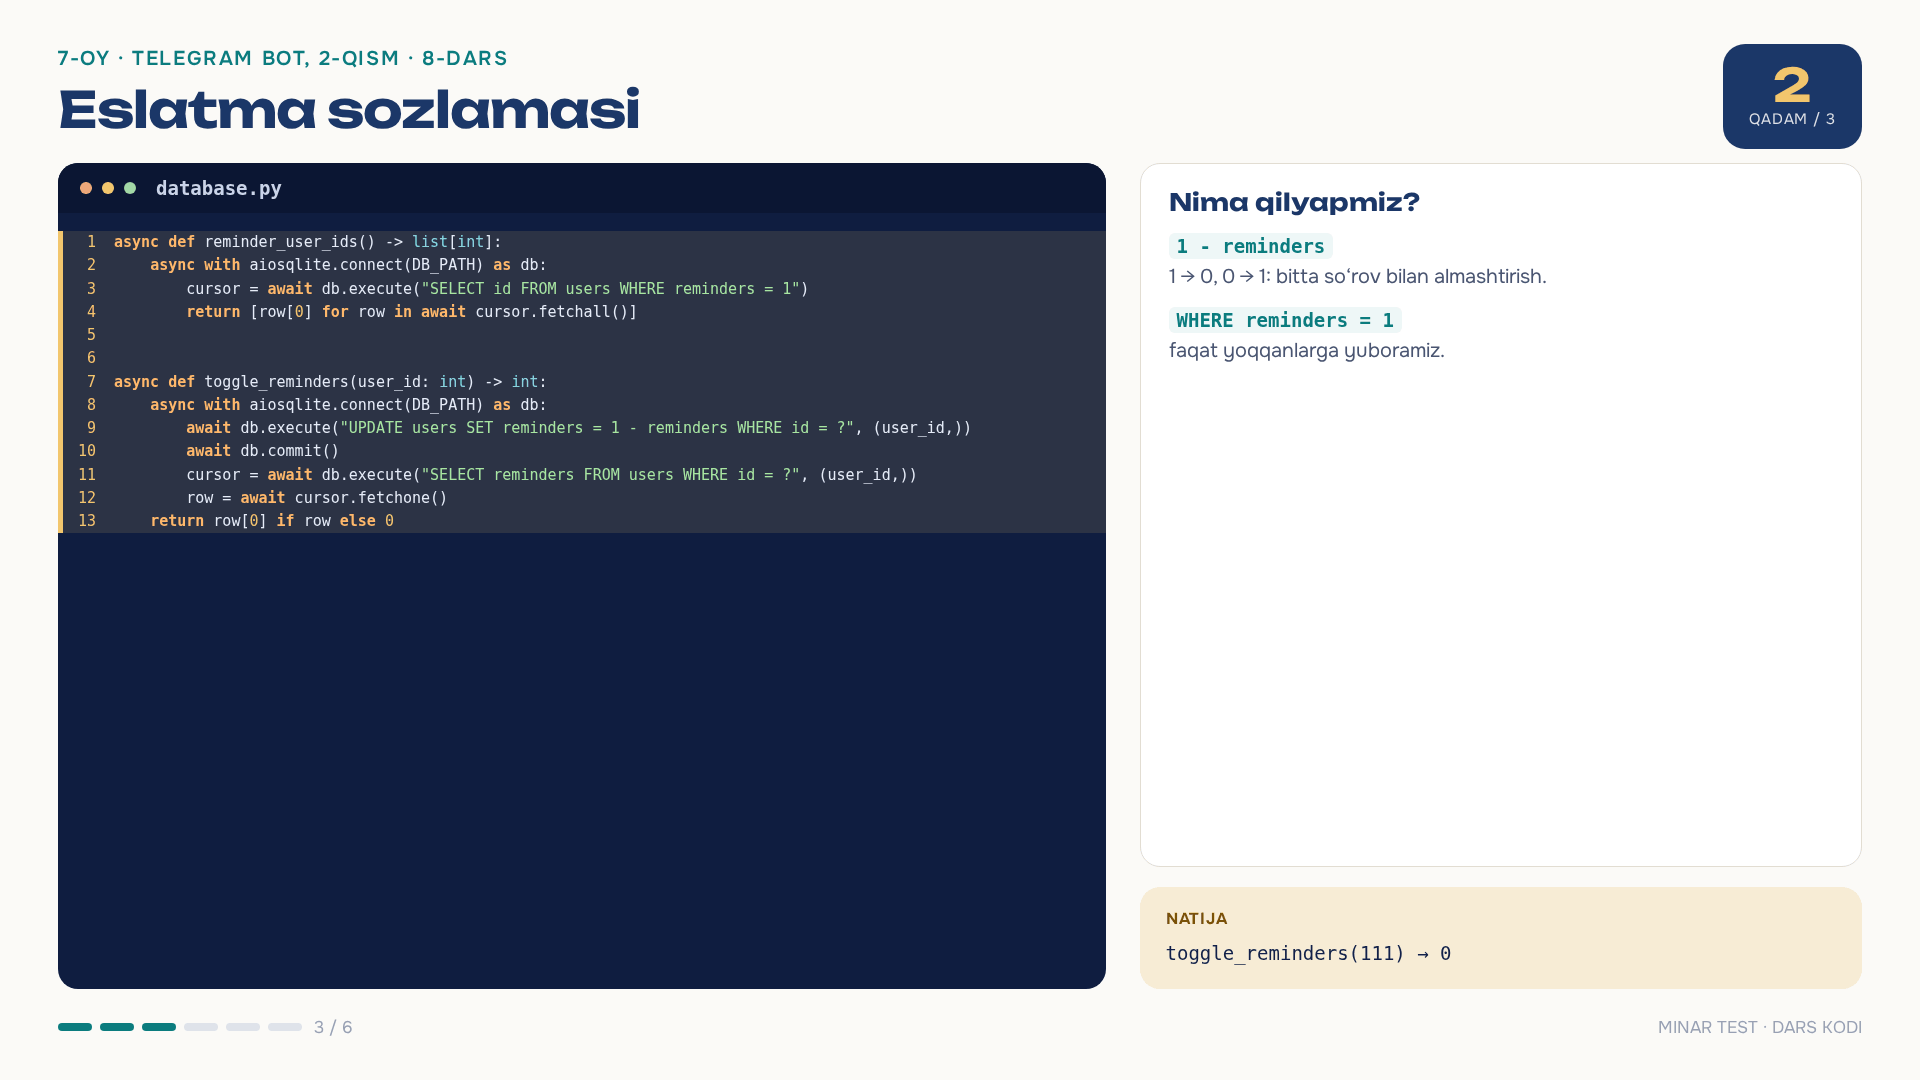 7-OY · TELEGRAM BOT, 2-QISM · 8-DARS
Eslatma sozlamasi
2
QADAM / 3
database.py
1 async def reminder_user_ids() -> list[int]:
2     async with aiosqlite.connect(DB_PATH) as db:
3         cursor = await db.execute("SELECT id FROM users WHERE reminders = 1")
4         return [row[0] for row in await cursor.fetchall()]
5
6
7 async def toggle_reminders(user_id: int) -> int:
8     async with aiosqlite.connect(DB_PATH) as db:
9         await db.execute("UPDATE users SET reminders = 1 - reminders WHERE id = ?", (user_id,))
10         await db.commit()
11         cursor = await db.execute("SELECT reminders FROM users WHERE id = ?", (user_id,))
12         row = await cursor.fetchone()
13     return row[0] if row else 0
Nima qilyapmiz?
1 - reminders
1 → 0, 0 → 1: bitta so‘rov bilan almashtirish.
WHERE reminders = 1
faqat yoqqanlarga yuboramiz.
NATIJA
toggle_reminders(111) → 0
3 / 6
MINAR TEST · DARS KODI